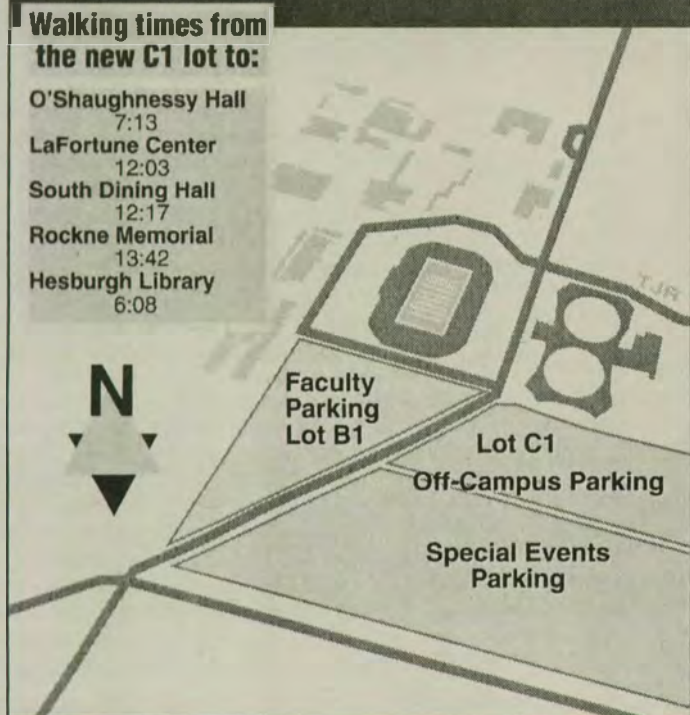 Walking times from
the new C1 lot to:
O'Shaughnessy Hall
7:13
LaFortune Center
12:03
South Dining Hall
12:17
Rockne Memorial
13:42
Hesburgh Library
6:08
N
TJR
Faculty
Parking
Lot B1
Lot C1
Off-Campus Parking
Special Events
Parking